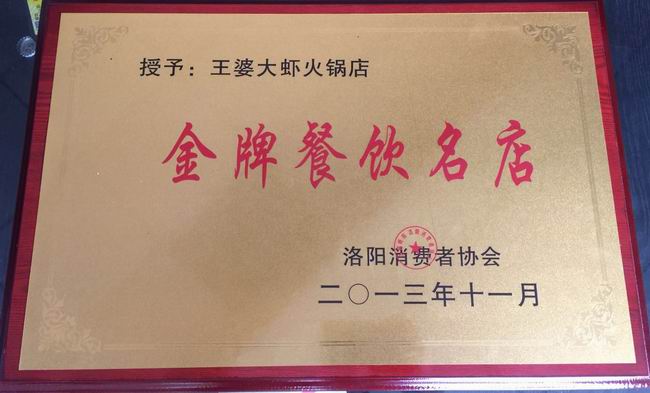 授予：王婆大虾火锅店
金牌餐饮名店
洛阳消费者协会
二〇一三年十一月